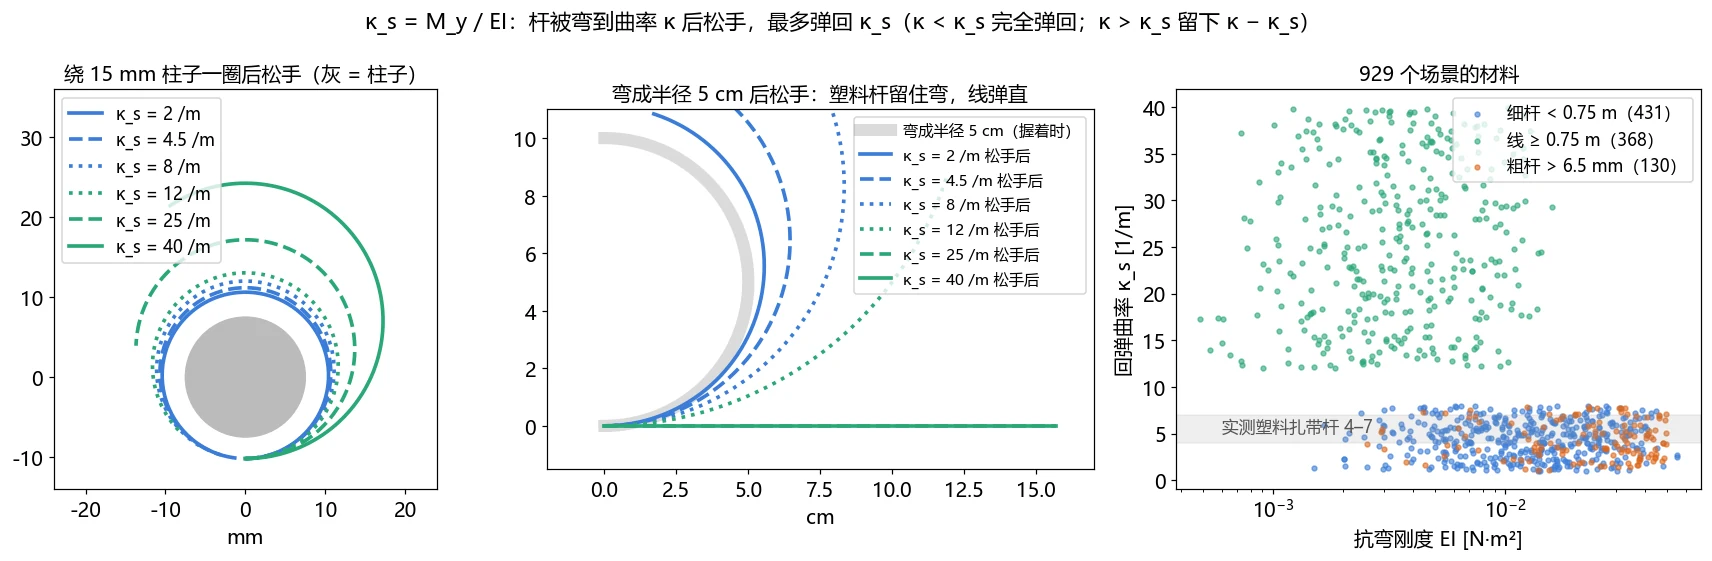 κ_s = M_y / EI：杆被弯到曲率 κ 后松手，最多弹回 κ_s（κ < κ_s 完全弹回；κ > κ_s 留下 κ − κ_s）
绕 15 mm 柱子一圈后松手（灰 = 柱子）
κ_s = 2 /m
κ_s = 4.5 /m
κ_s = 8 /m
κ_s = 12 /m
κ_s = 25 /m
κ_s = 40 /m
30
20
10
0
-10
-20
-10
0
10
20
mm
弯成半径 5 cm 后松手：塑料杆留住弯，线弹直
弯成半径 5 cm（握着时）
κ_s = 2 /m 松手后
κ_s = 4.5 /m 松手后
κ_s = 8 /m 松手后
κ_s = 12 /m 松手后
κ_s = 25 /m 松手后
κ_s = 40 /m 松手后
10
8
6
4
2
0
0.0
2.5
5.0
7.5
10.0
12.5
15.0
cm
929 个场景的材料
细杆 < 0.75 m（431）
线 ≥ 0.75 m（368）
粗杆 > 6.5 mm（130）
回弹曲率 κ_s [1/m]
40
35
30
25
20
15
10
5
0
实测塑料扎带杆 4–7
10⁻³
10⁻²
抗弯刚度 EI [N·m²]